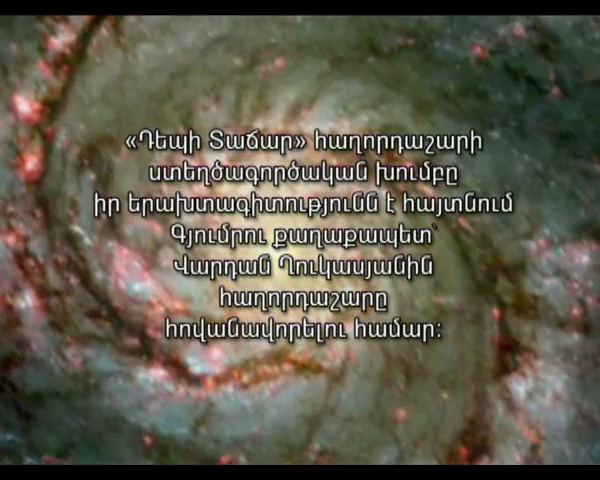 «Դեպի Տաճար» հաղորդաշարի
ստեղծագործական խումբը
իր երախտագիտությունն է հայտնում
Գյումրու քաղաքապետ՝
Վարդան Ղուկասյանին
հաղորդաշարը
հովանավորելու համար: